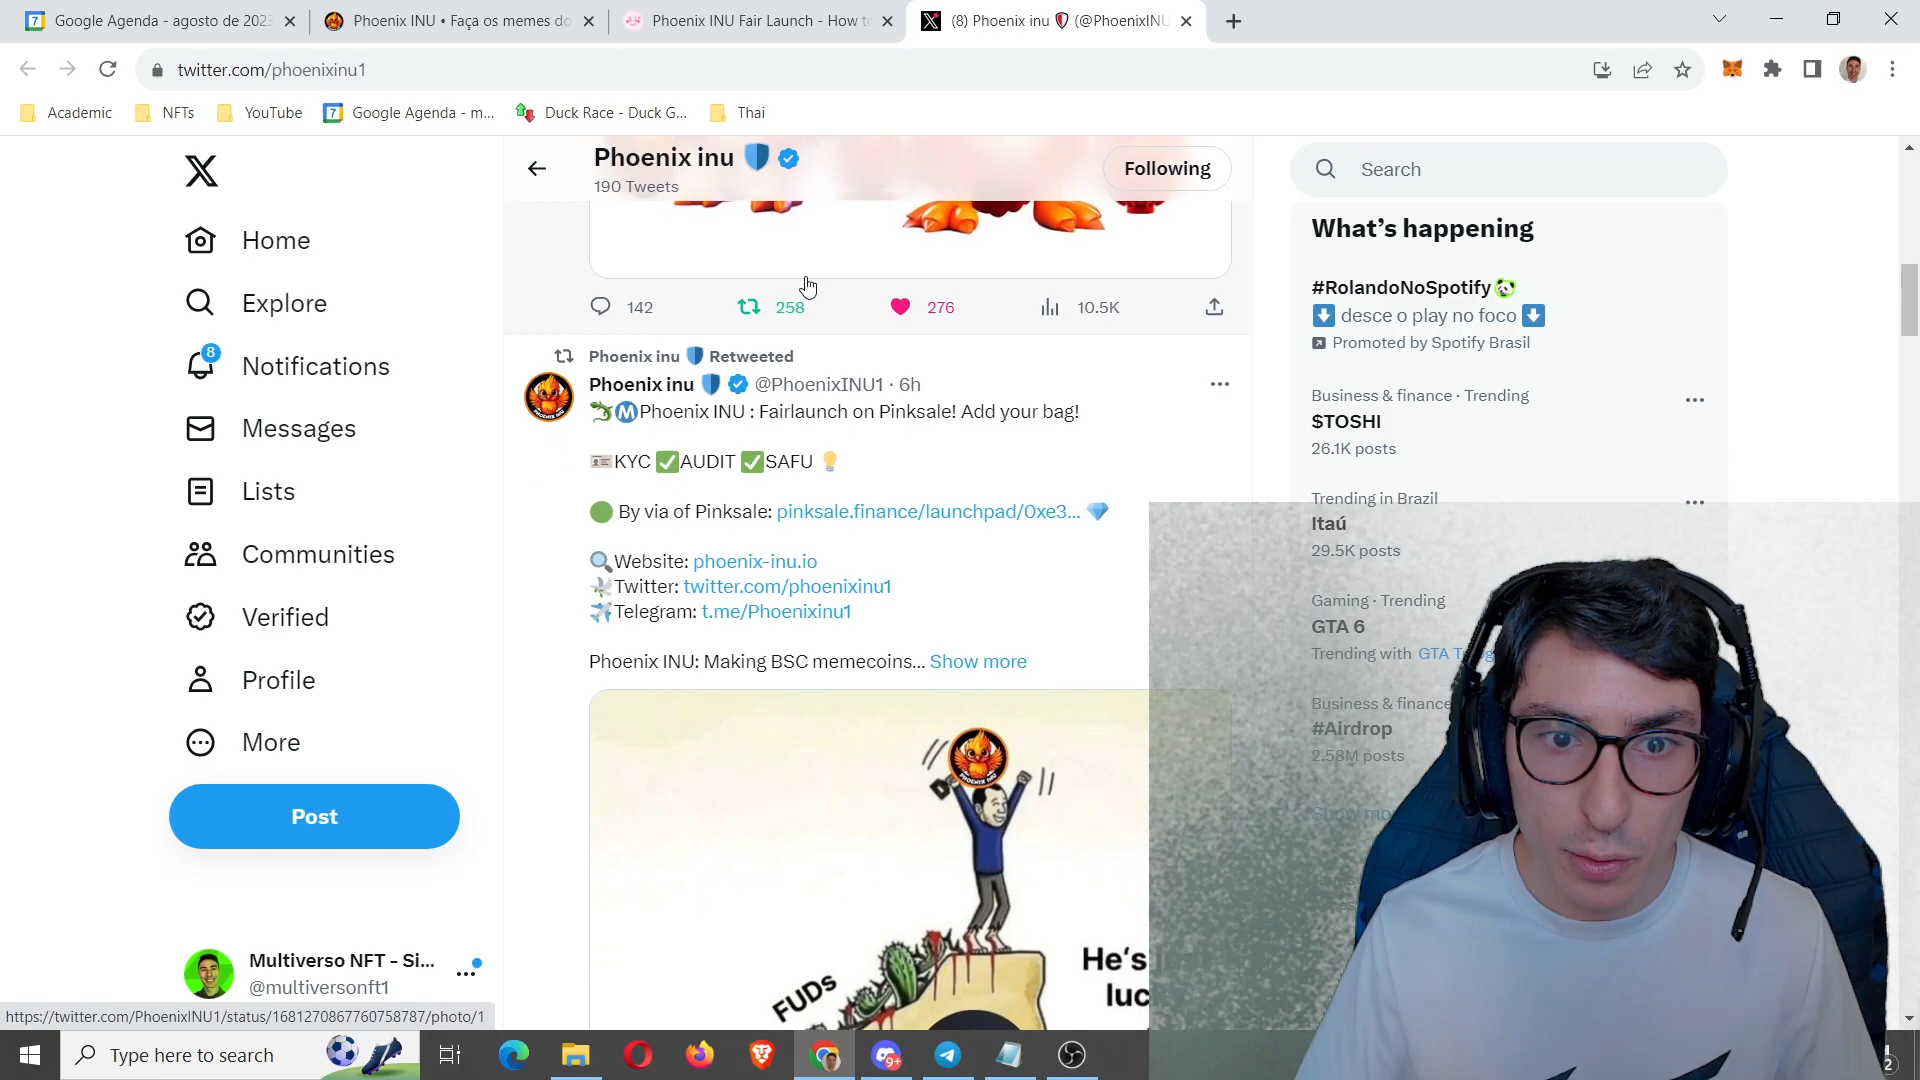 Google Agenda - agosto de 2023
Phoenix INU • Faça os memes do
Phoenix INU Fair Launch - How to
(8) Phoenix inu (@PhoenixINU
twitter.com/phoenixinu1
Academic
NFTs
YouTube
Google Agenda - m...
Duck Race - Duck G...
Thai
Home
Explore
8
Notifications
Messages
Lists
Communities
Verified
Profile
More
Post
Multiverso NFT - Si...
@multiversonft1
Phoenix inu
190 Tweets
Following
142
258
276
10.5K
Phoenix inu Retweeted
Phoenix inu @PhoenixINU1 · 6h
Phoenix INU : Fairlaunch on Pinksale! Add your bag!
KYC ✅AUDIT ✅SAFU
By via of Pinksale: pinksale.finance/launchpad/0xe3...
Website: phoenix-inu.io
Twitter: twitter.com/phoenixinu1
Telegram: t.me/Phoenixinu1
Phoenix INU: Making BSC memecoins... Show more
PHOENIX INU
FUDs
He's
luc
Search
What's happening
#RolandoNoSpotify
desce o play no foco
Promoted by Spotify Brasil
Business & finance · Trending
$TOSHI
26.1K posts
Trending in Brazil
Itaú
29.5K posts
Gaming · Trending
GTA 6
Trending with GTA
Business & finance
#Airdrop
2.58M posts
Show mo
https://twitter.com/PhoenixINU1/status/1681270867760758787/photo/1
Type here to search
9+
2